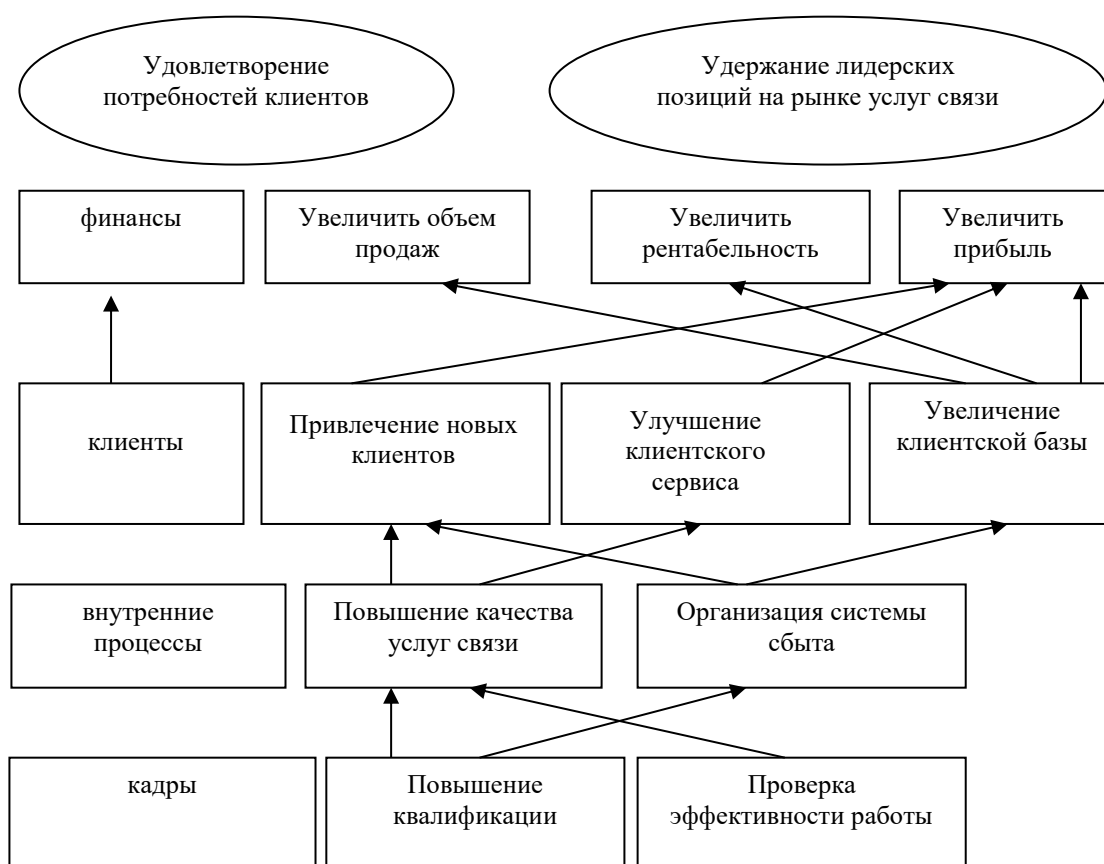 Удовлетворение
потребностей клиентов
Удержание лидерских
позиций на рынке услуг связи
финансы
Увеличить объем
продаж
Увеличить
рентабельность
Увеличить
прибыль
клиенты
Привлечение новых
клиентов
Улучшение
клиентского
сервиса
Увеличение
клиентской базы
внутренние
процессы
Повышение качества
услуг связи
Организация системы
сбыта
кадры
Повышение
квалификации
Проверка
эффективности работы